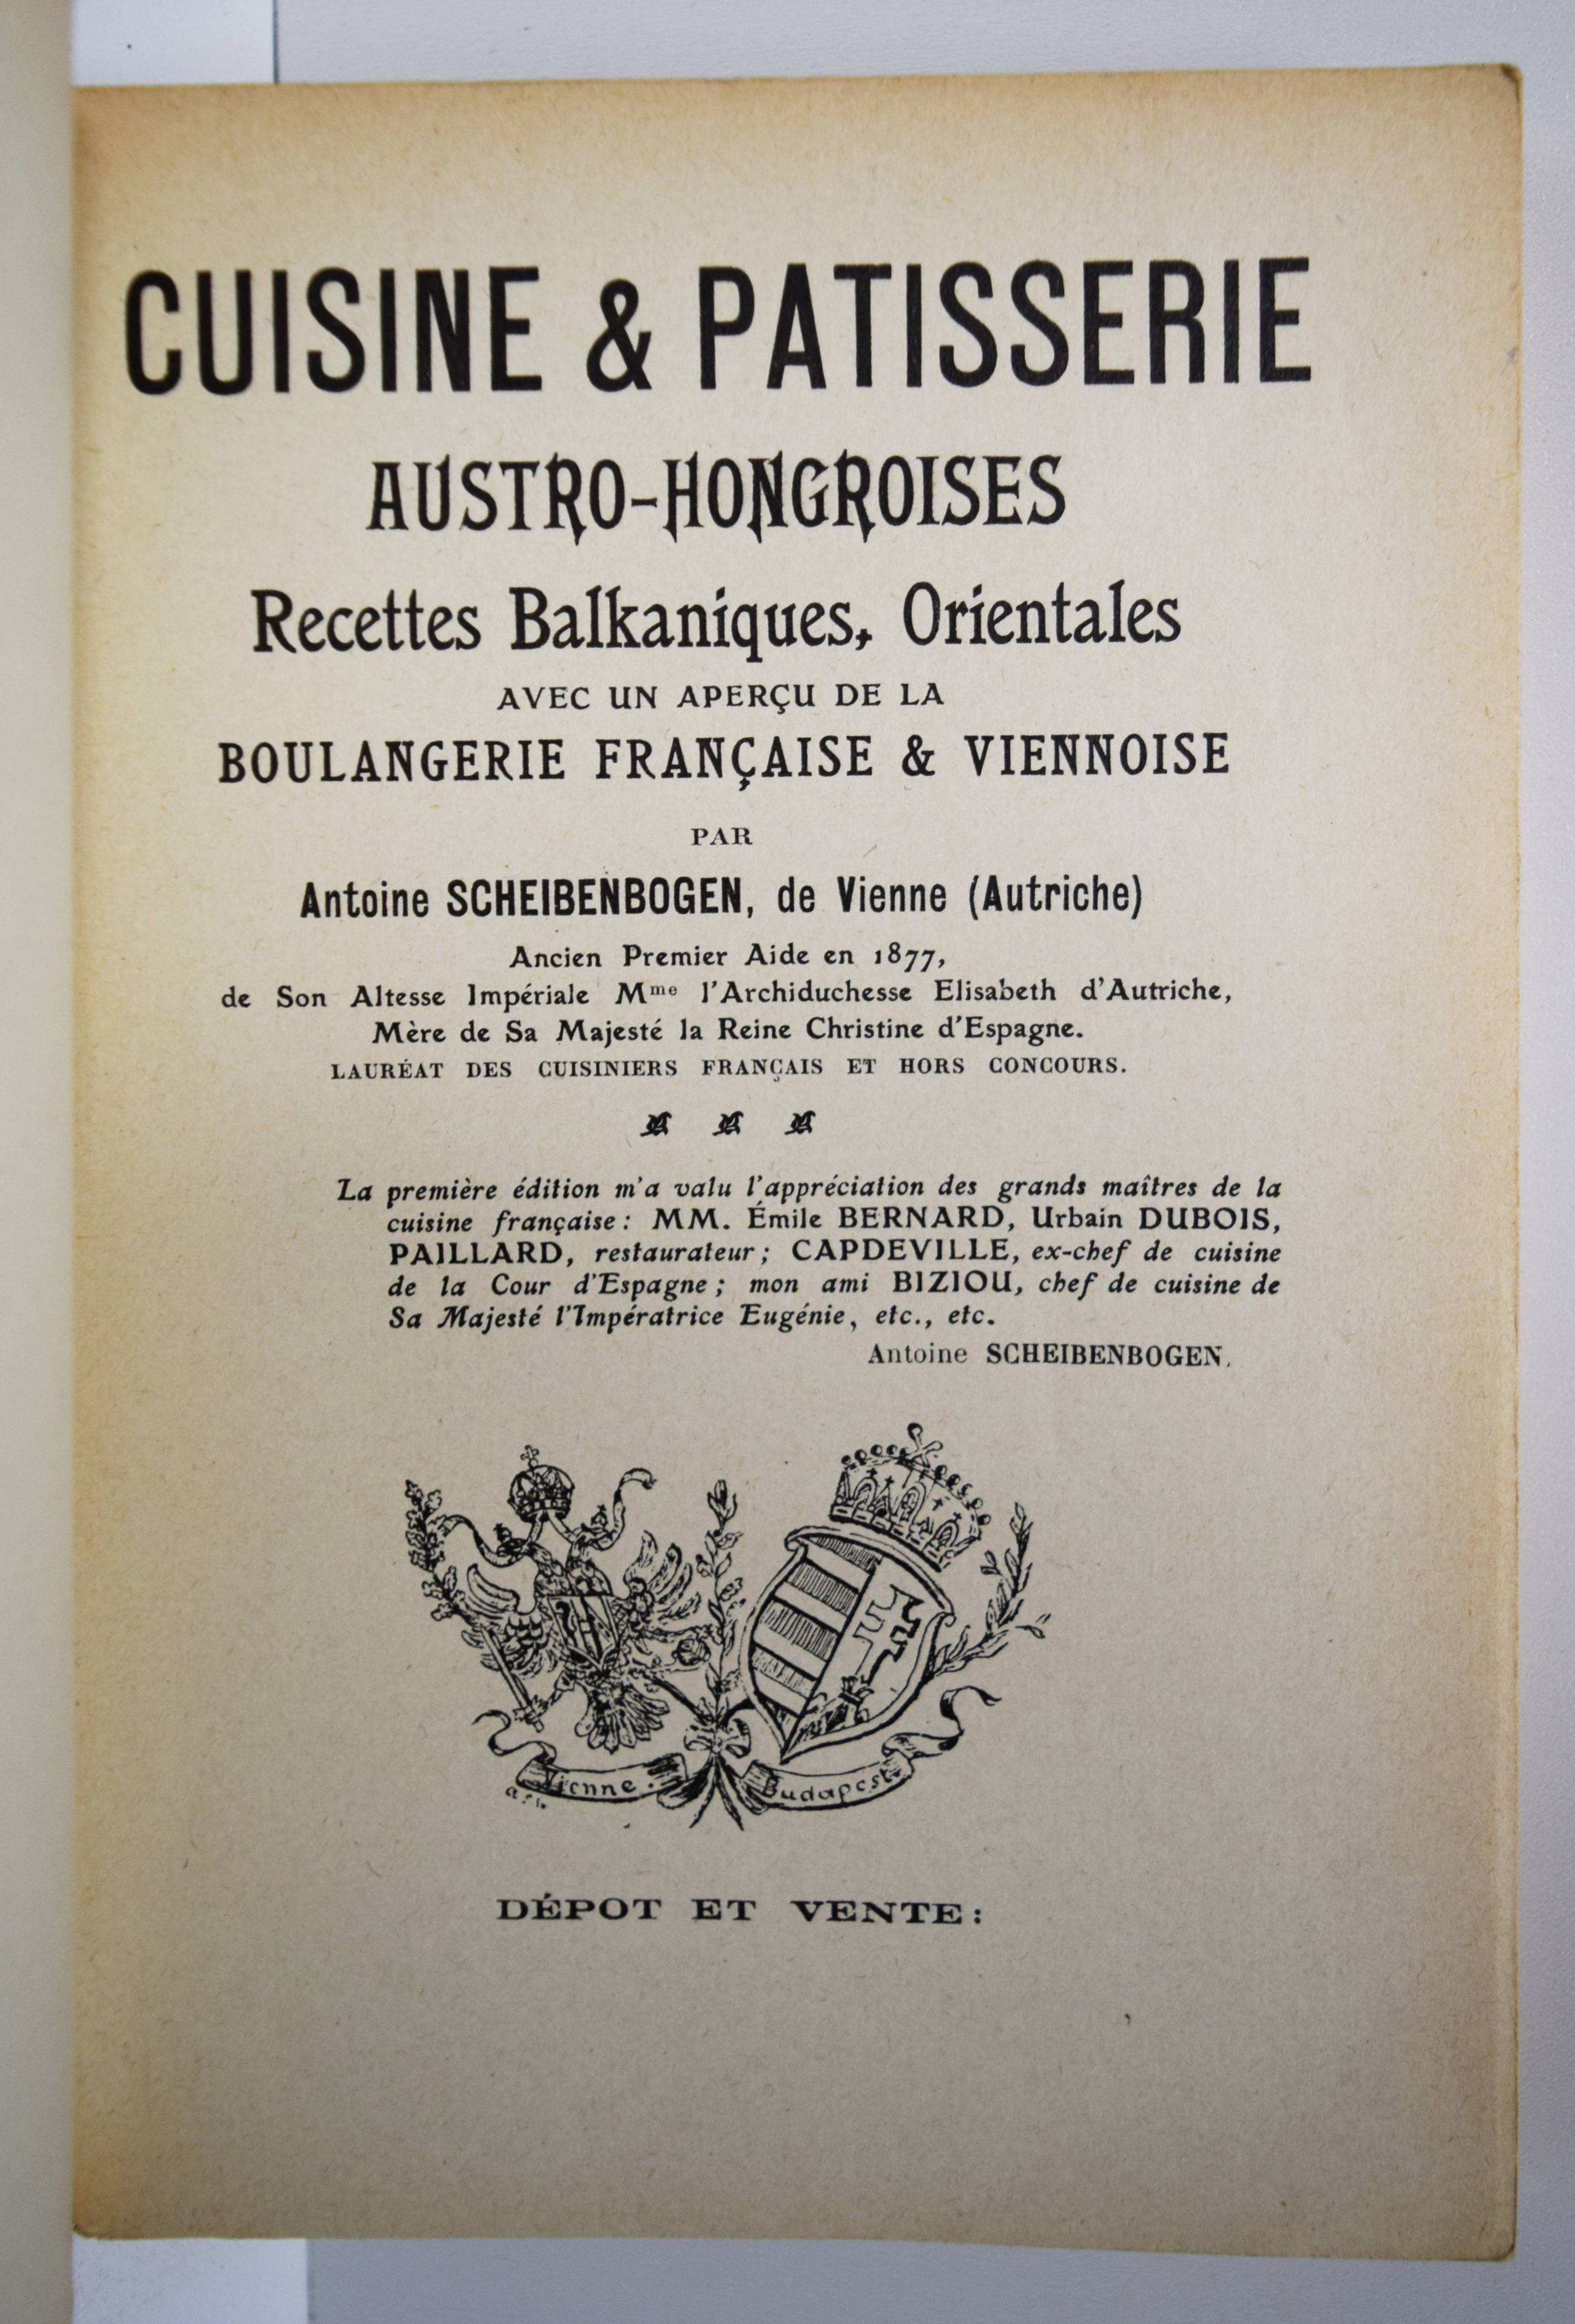 CUISINE & PATISSERIE
AUSTRO-HONGROISES
Recettes Balkaniques, Orientales
AVEC UN APERÇU DE LA
BOULANGERIE FRANÇAISE & VIENNOISE
PAR
Antoine SCHEIBENBOGEN, de Vienne (Autriche)
Ancien Premier Aide en 1877,
de Son Altesse Impériale Mme l'Archiduchesse Elisabeth d'Autriche,
Mère de Sa Majesté la Reine Christine d'Espagne.
LAURÉAT DES CUISINIERS FRANÇAIS ET HORS CONCOURS.
La première édition m'a valu l'appréciation des grands maîtres de la
cuisine française: MM. Émile BERNARD, Urbain DUBOIS,
PAILLARD, restaurateur; CAPDEVILLE, ex-chef de cuisine
de la Cour d'Espagne; mon ami BIZIOU, chef de cuisine de
Sa Majesté l'Impératrice Eugénie, etc., etc.
Antoine SCHEIBENBOGEN.
Vienne. Budapest.
DÉPOT ET VENTE: